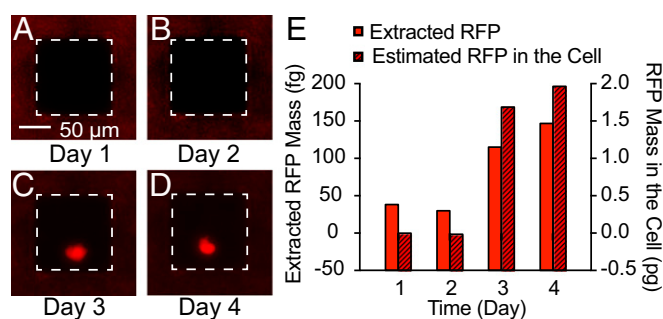 A
B
50 μm
Day 1
Day 2
C
D
Day 3
Day 4
E
Extracted RFP
Estimated RFP in the Cell
Extracted RFP Mass (fg)
200
150
100
50
0
-50
2.0
1.5
1.0
0.5
0.0
-0.5
RFP Mass in the Cell (pg)
1 2 3 4
Time (Day)